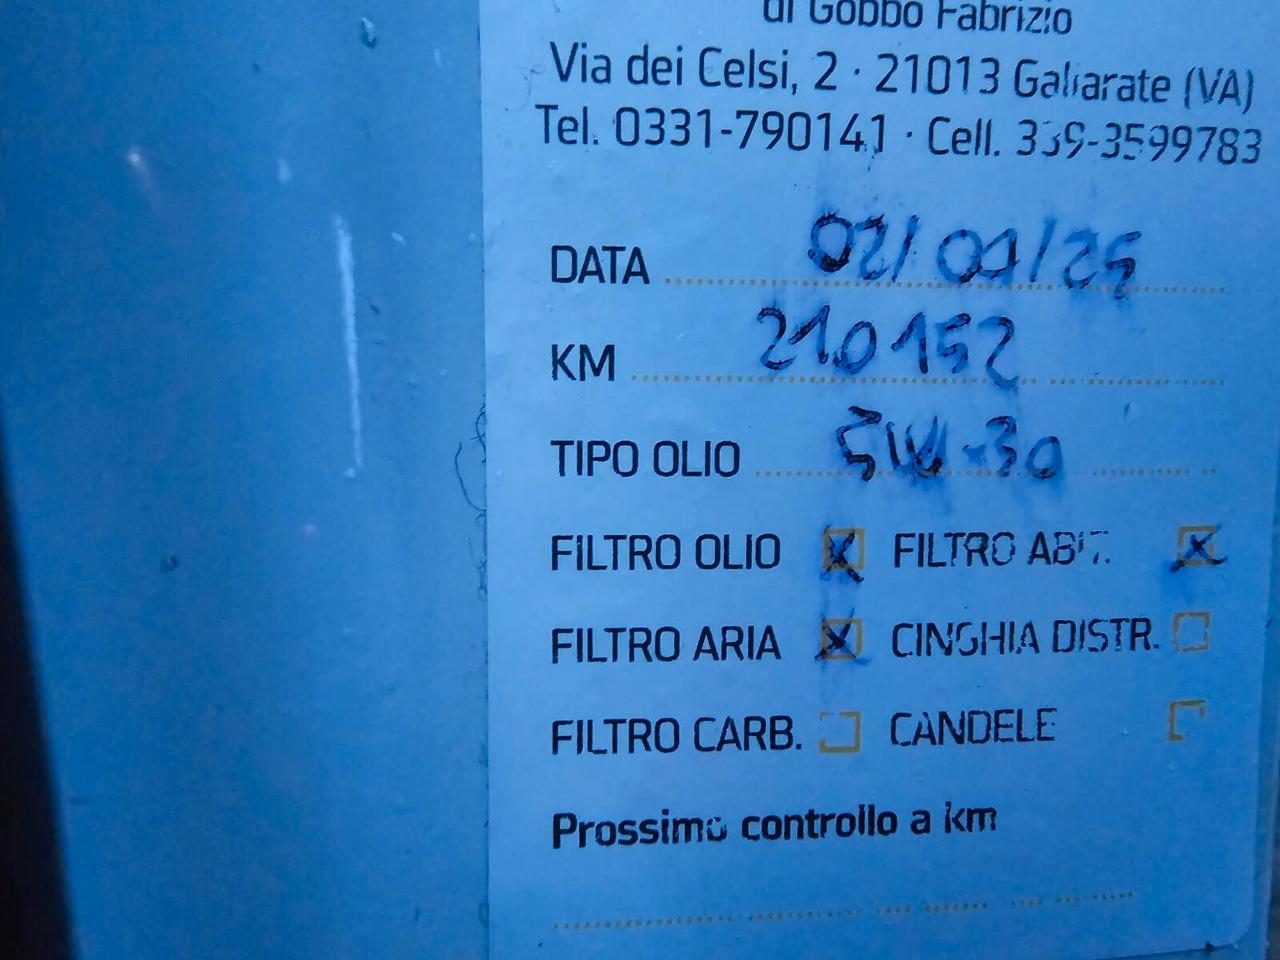 di Gobbo Fabrizio
Via dei Celsi, 2 · 21013 Gallarate (VA)
Tel. 0331-790141 · Cell. 339-3599783
DATA 02/01/25
KM 210152
TIPO OLIO 5W-30
FILTRO OLIO X FILTRO ABIT. X
FILTRO ARIA X CINGHIA DISTR.
FILTRO CARB. CANDELE
Prossimo controllo a km